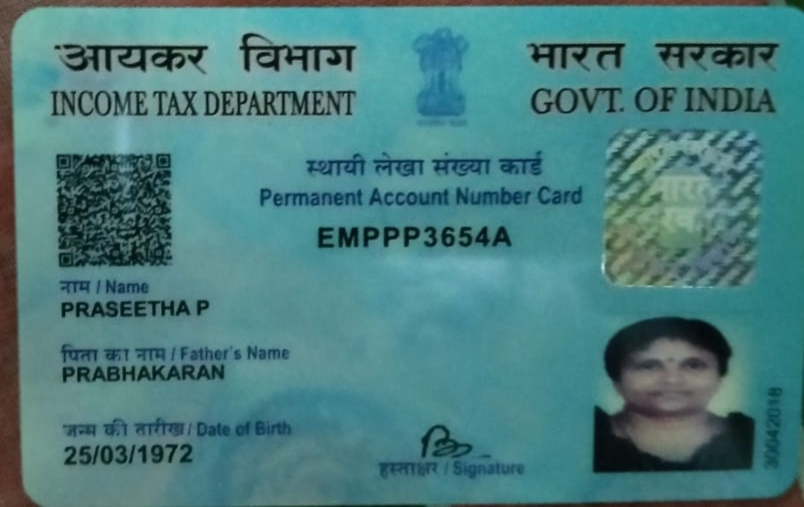 आयकर विभाग
INCOME TAX DEPARTMENT
भारत सरकार
GOVT. OF INDIA
स्थायी लेखा संख्या कार्ड
Permanent Account Number Card
EMPPP3654A
नाम / Name
PRASEETHA P
पिता का नाम / Father's Name
PRABHAKARAN
जन्म की तारीख / Date of Birth
25/03/1972
हस्ताक्षर / Signature
30042018